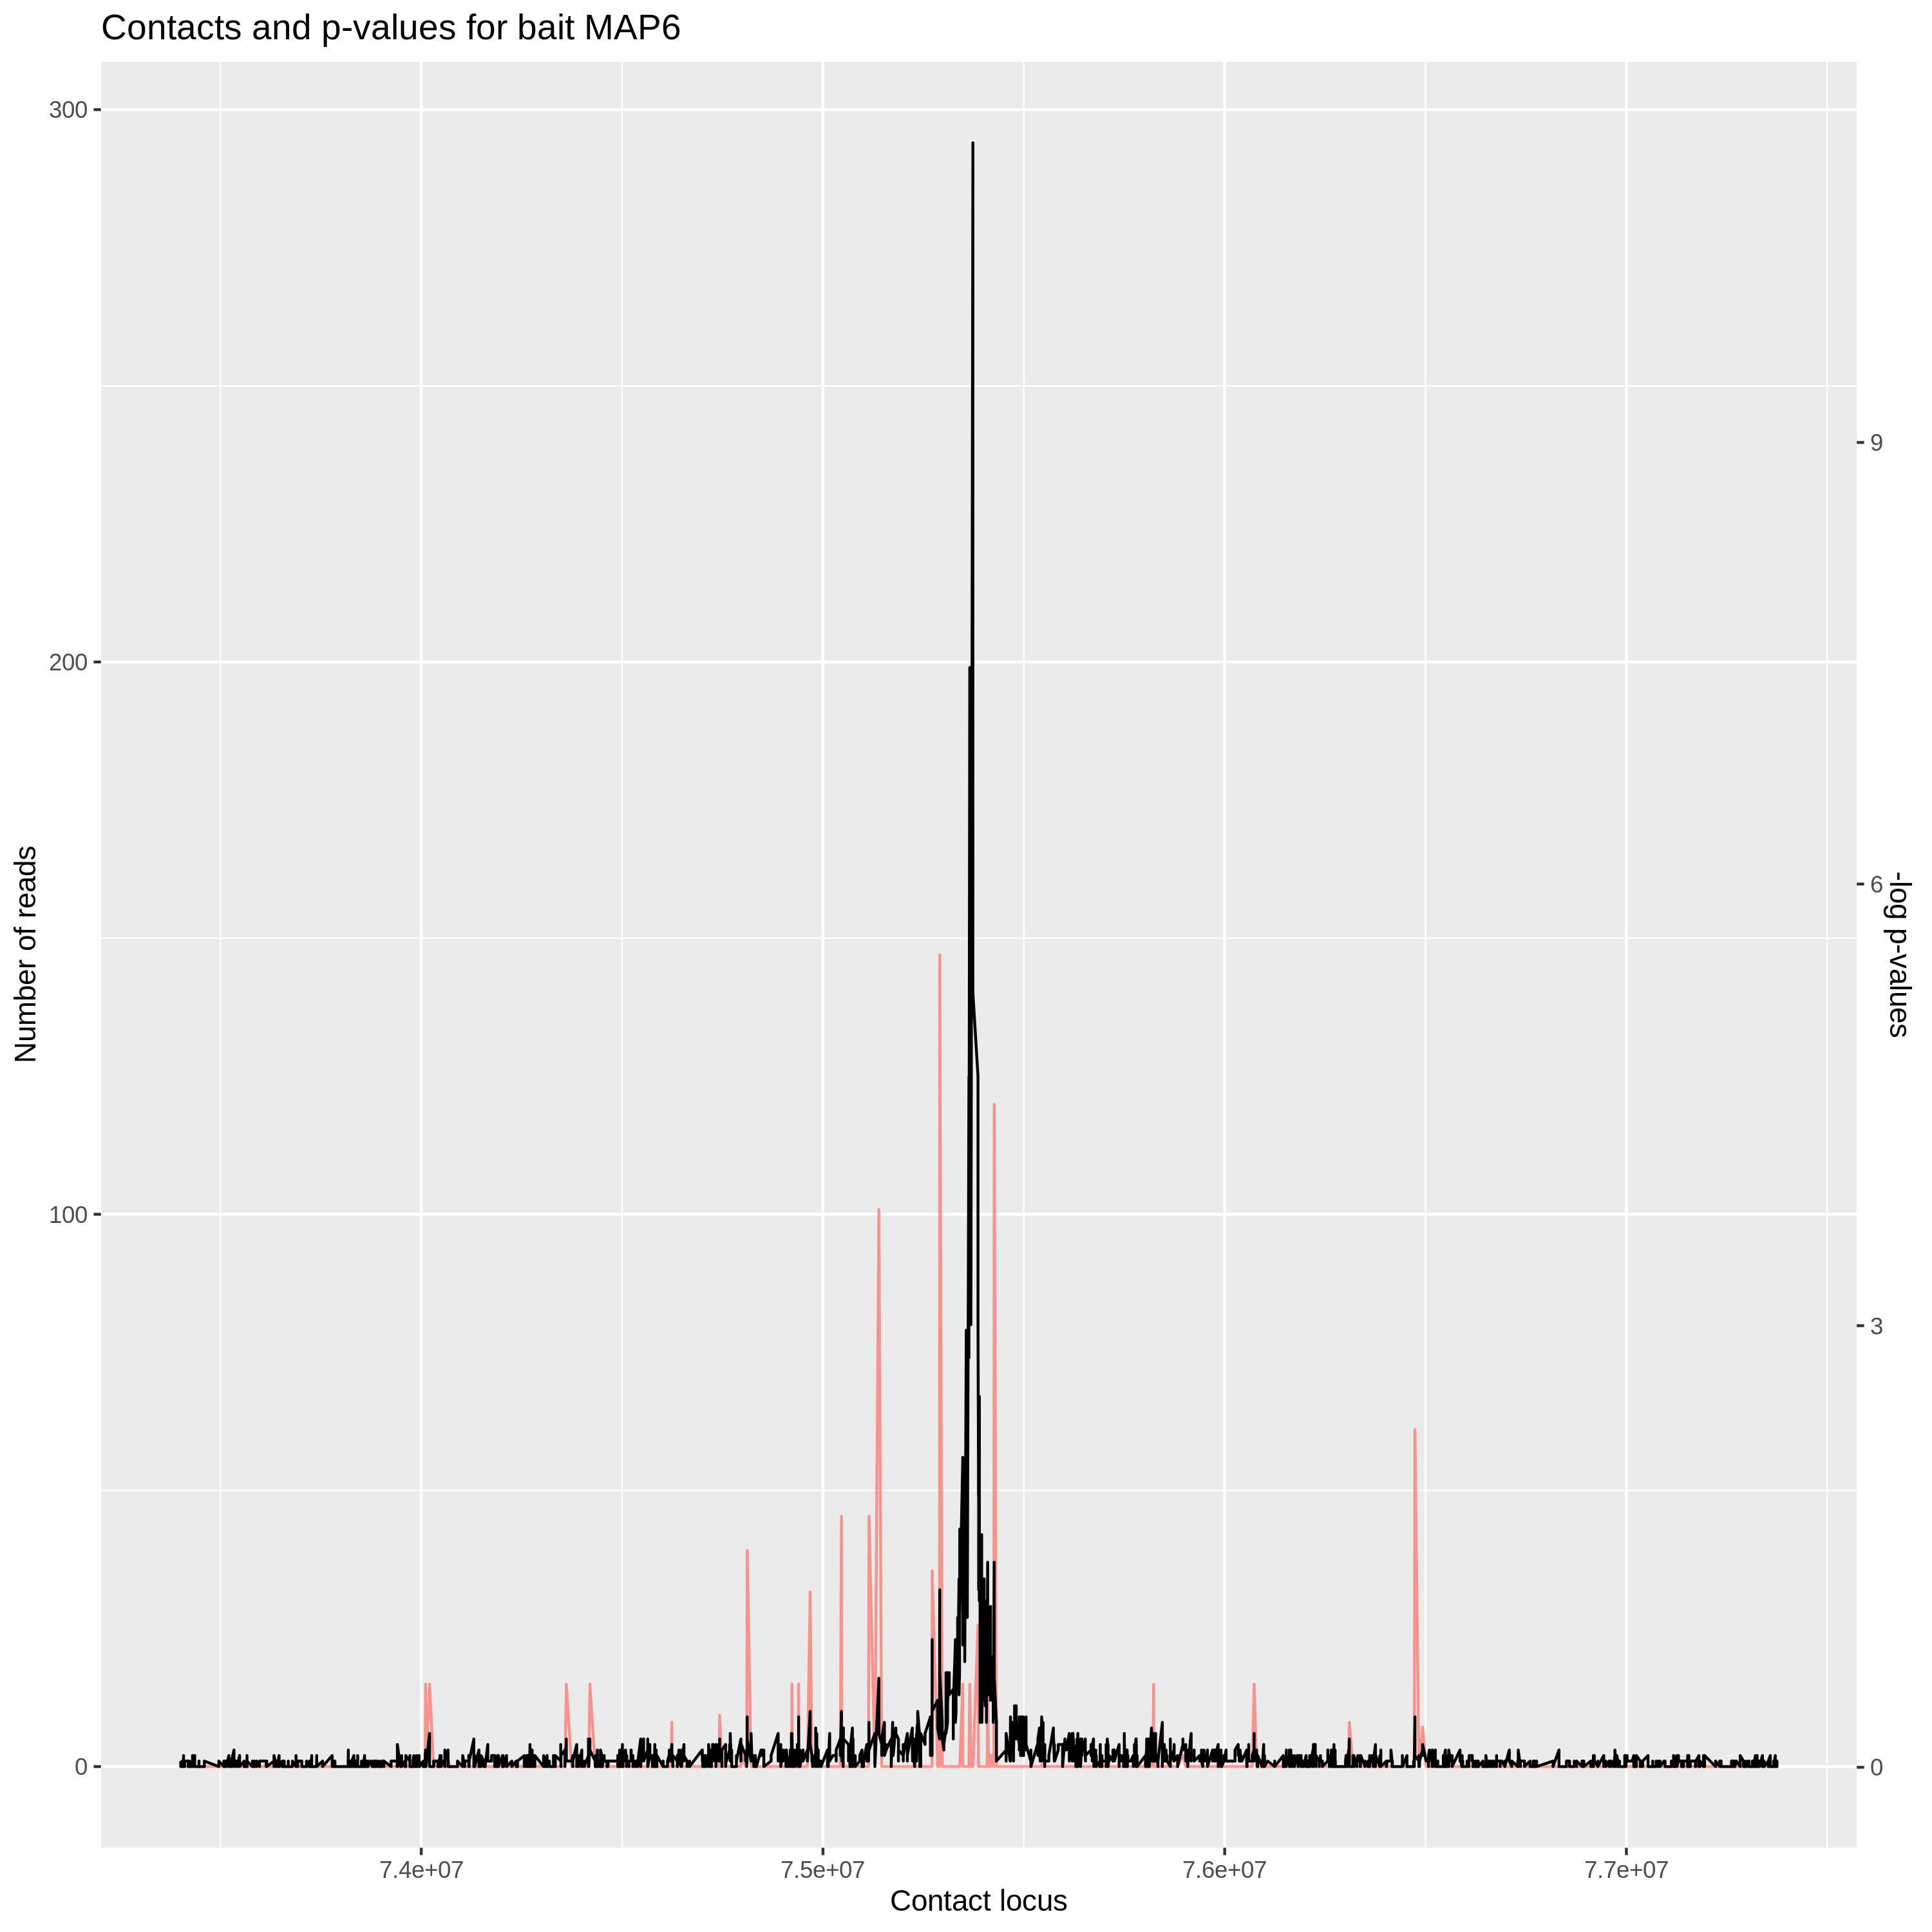 Contacts and p-values for bait MAP6
300
200
100
0
Number of reads
9
6
3
0
-log p-values
7.4e+07
7.5e+07
7.6e+07
7.7e+07
Contact locus